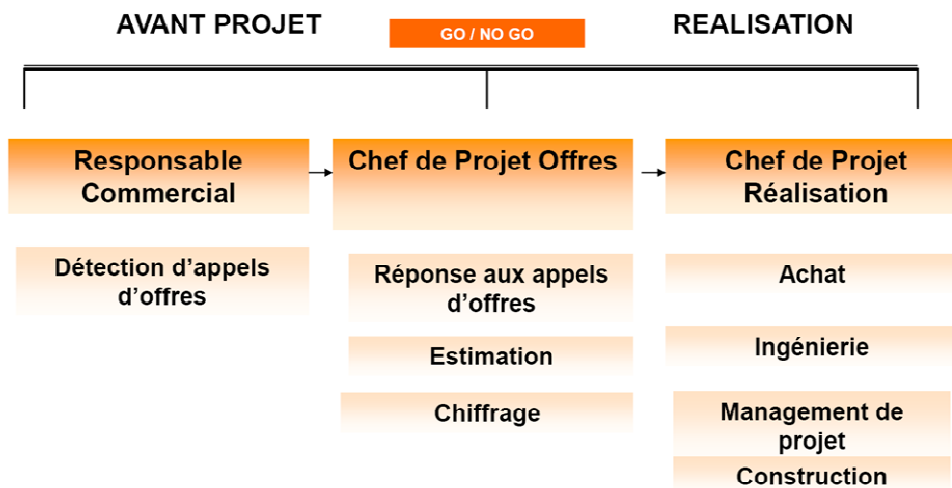 AVANT PROJET
GO / NO GO
REALISATION
Responsable
Commercial
Chef de Projet Offres
Chef de Projet
Réalisation
Détection d’appels
d’offres
Réponse aux appels
d’offres
Estimation
Chiffrage
Achat
Ingénierie
Management de
projet
Construction